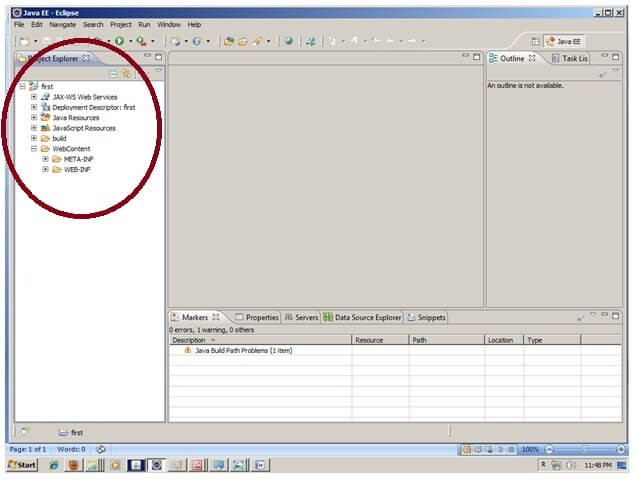 Java EE - Eclipse
File Edit Navigate Search Project Run Window Help
Java EE
Project Explorer
Outline
Task Lis
first
An outline is not available.
JAX-WS Web Services
Deployment Descriptor: first
Java Resources
JavaScript Resources
build
WebContent
META-INF
WEB-INF
Markers Properties Servers Data Source Explorer Snippets
0 errors, 1 warning, 0 others
Description Resource Path Location Type
Java Build Path Problems (1 item)
first
Page: 1 of 1 Words: 0 100%
Start 11:48 PM